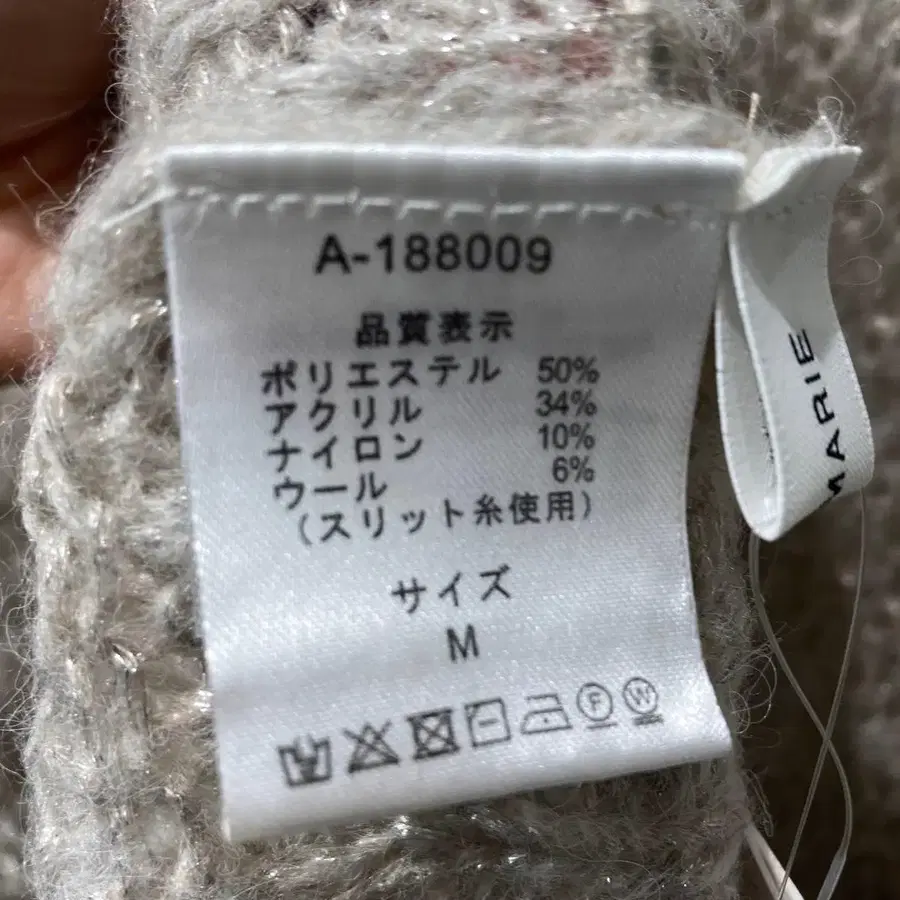 A-188009
品質表示
ポリエステル 50%
アクリル 34%
ナイロン 10%
ウール 6%
(スリット糸使用)
サイズ
M
F W
MARIE